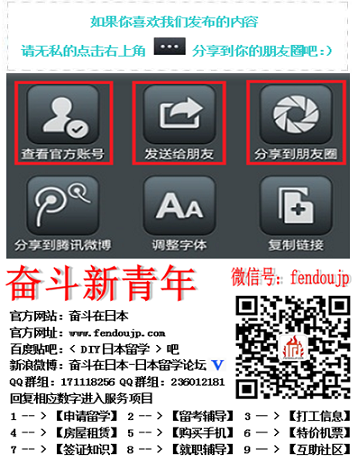 如果你喜欢我们发布的内容
请无私的点击右上角 ... 分享到你的朋友圈吧:)
查看官方账号 发送给朋友 分享到朋友圈
分享到腾讯微博 调整字体 复制链接
奋斗新青年 微信号: fendoujp
官方网站: 奋斗在日本
官方网址: www.fendoujp.com
百度贴吧: < DIY日本留学 > 吧
新浪微博: 奋斗在日本-日本留学论坛 V
QQ群组: 171118256 QQ群组: 236012181
回复相应数字进入服务项目
1 --> 【申请留学】 2 --> 【留考辅导】 3 —> 【打工信息】
4 --> 【房屋租赁】 5 --> 【购买手机】 6 —> 【特价机票】
7 --> 【签证知识】 8 --> 【就职辅导】 9 —> 【互助社区】